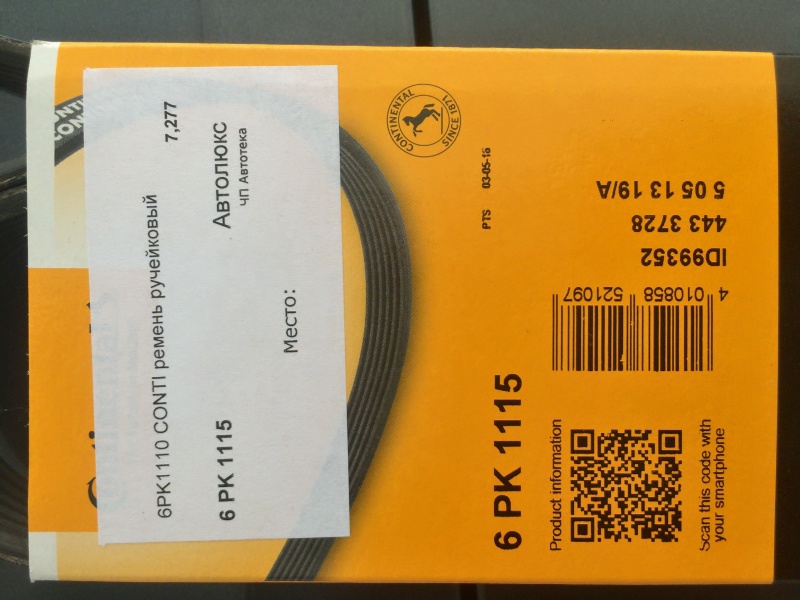 6PK1110 CONTI ремень ручейковый
7,277
6 PK 1115
Автолюкс
ЧП Автотека
Место:
CONTINENTAL
SINCE 1871
PTS 03-05-16
6 PK 1115
Product information
Scan this code with
your smartphone
5 05 13 19/A
443 3728
ID99352
4 010858 521097